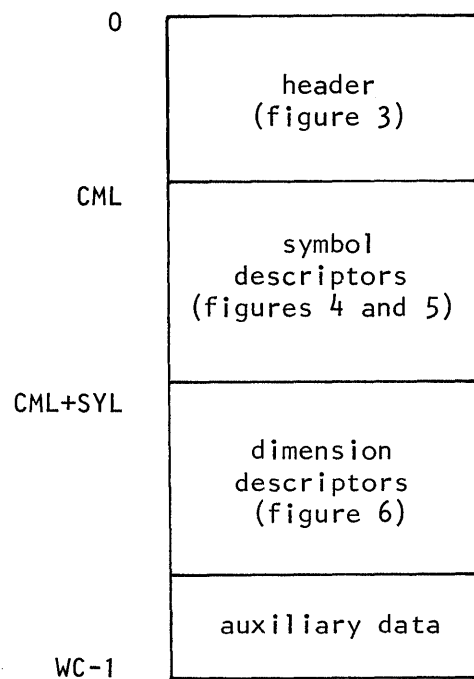 0
header
(figure 3)
CML
symbol
descriptors
(figures 4 and 5)
CML+SYL
dimension
descriptors
(figure 6)
auxiliary data
WC-1